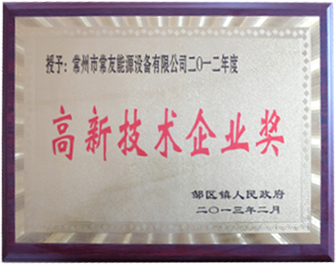 授予：常州市常友能源设备有限公司二〇一二年度
高新技术企业奖
邹区镇人民政府
二〇一三年二月